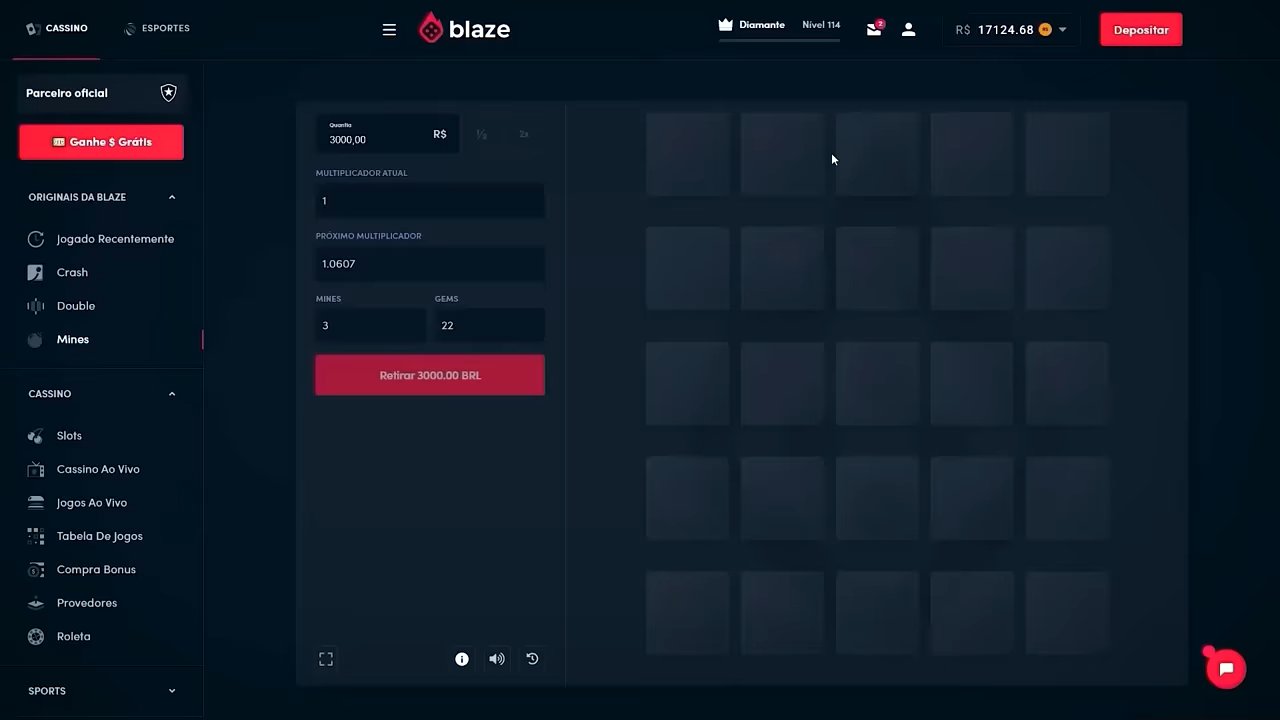 CASSINO
ESPORTES
blaze
Diamante
Nível 114
2
R$ 17124.68
R$
Depositar
Parceiro oficial
Ganhe $ Grátis
ORIGINAIS DA BLAZE
Jogado Recentemente
Crash
Double
Mines
CASSINO
Slots
Cassino Ao Vivo
Jogos Ao Vivo
Tabela De Jogos
Compra Bonus
Provedores
Roleta
SPORTS
Quantia
3000,00
R$
½
2x
MULTIPLICADOR ATUAL
1
PRÓXIMO MULTIPLICADOR
1.0607
MINES
GEMS
3
22
Retirar 3000.00 BRL